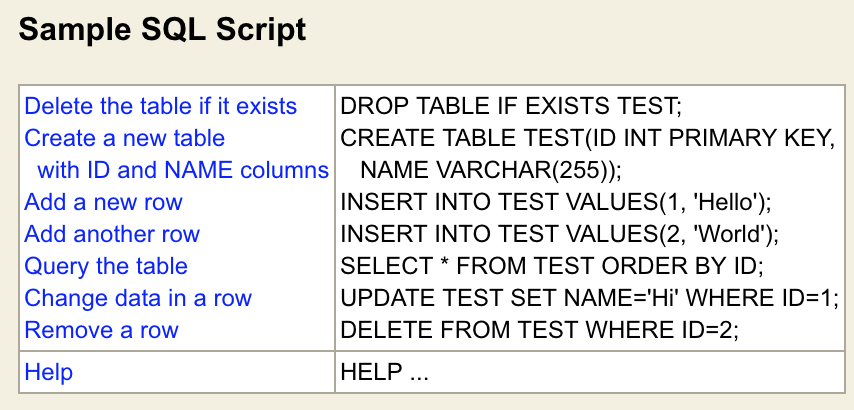 Sample SQL Script
Delete the table if it exists DROP TABLE IF EXISTS TEST;
Create a new table CREATE TABLE TEST(ID INT PRIMARY KEY,
with ID and NAME columns NAME VARCHAR(255));
Add a new row INSERT INTO TEST VALUES(1, 'Hello');
Add another row INSERT INTO TEST VALUES(2, 'World');
Query the table SELECT * FROM TEST ORDER BY ID;
Change data in a row UPDATE TEST SET NAME='Hi' WHERE ID=1;
Remove a row DELETE FROM TEST WHERE ID=2;
Help HELP ...